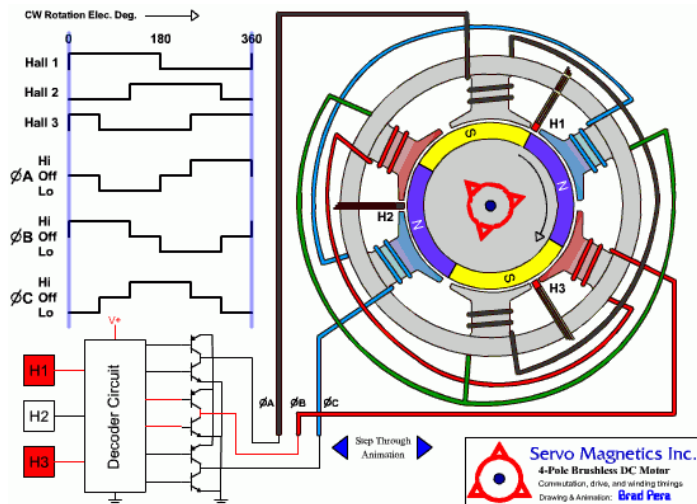 CW Rotation Elec. Deg.
0 180 360
Hall 1
Hall 2
Hall 3
ØA
Hi
Off
Lo
ØB
Hi
Off
Lo
ØC
Hi
Off
Lo
V+
H1
H2
H3
Decoder Circuit
ØA ØB ØC
H1
H2
H3
S
N
N
S
Step Through
Animation
Servo Magnetics Inc.
4-Pole Brushless DC Motor
Commutation, drive, and winding timings
Drawing & Animation: Brad Pera